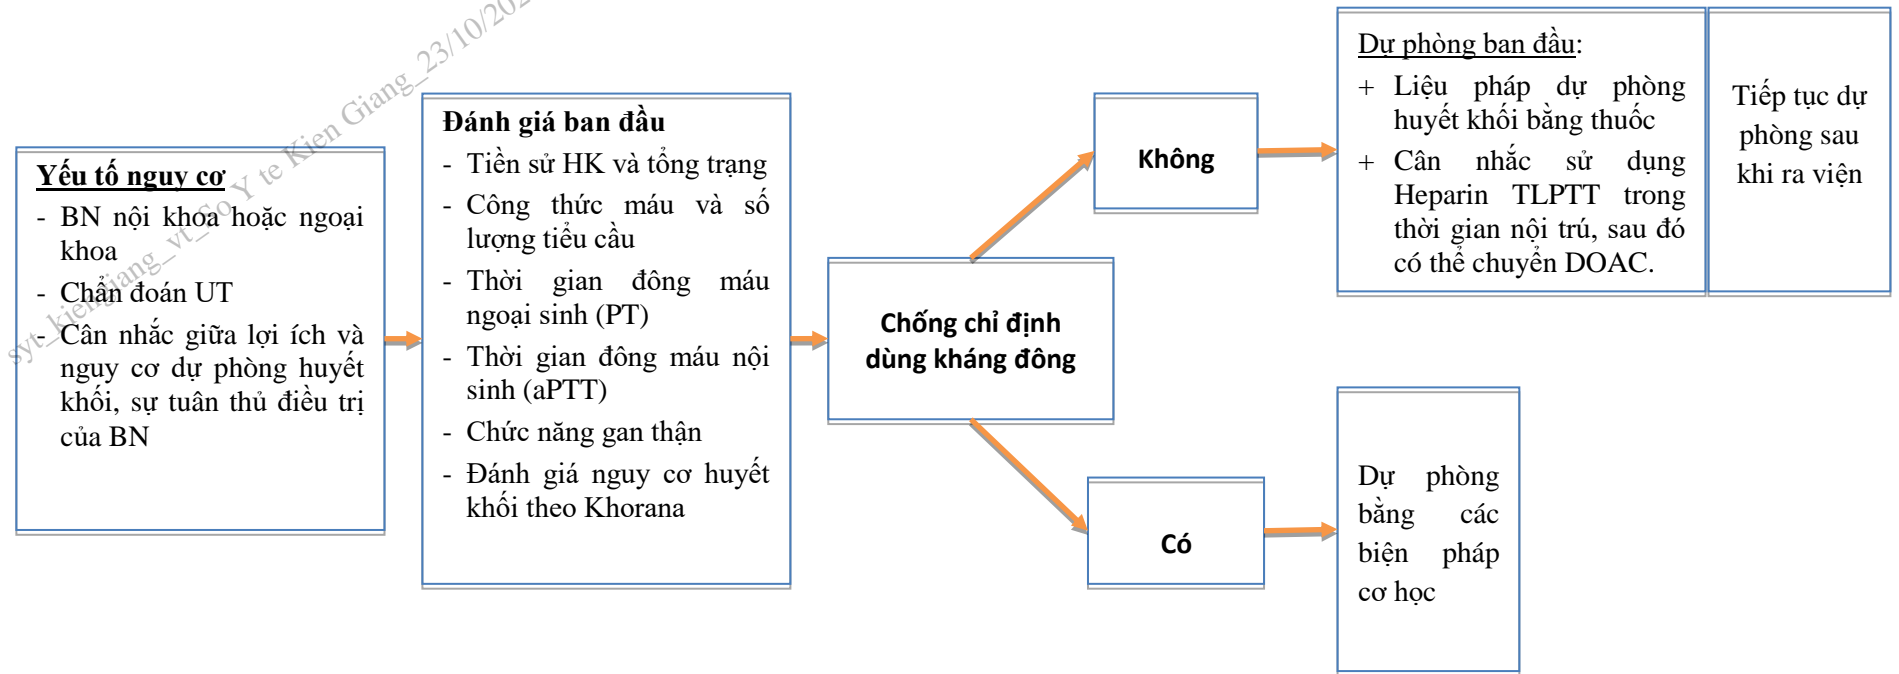 syt_kiengiang_vt_So Y te Kien Giang_23/10/202
Yếu tố nguy cơ
- BN nội khoa hoặc ngoại
khoa
- Chẩn đoán UT
- Cân nhắc giữa lợi ích và
nguy cơ dự phòng huyết
khối, sự tuân thủ điều trị
của BN
Đánh giá ban đầu
- Tiền sử HK và tổng trạng
- Công thức máu và số
lượng tiểu cầu
- Thời gian đông máu
ngoại sinh (PT)
- Thời gian đông máu nội
sinh (aPTT)
- Chức năng gan thận
- Đánh giá nguy cơ huyết
khối theo Khorana
Chống chỉ định
dùng kháng đông
Không
Dự phòng ban đầu:
+ Liệu pháp dự phòng
huyết khối bằng thuốc
+ Cân nhắc sử dụng
Heparin TLPTT trong
thời gian nội trú, sau đó
có thể chuyển DOAC.
Tiếp tục dự
phòng sau
khi ra viện
Có
Dự phòng
bằng các
biện pháp
cơ học